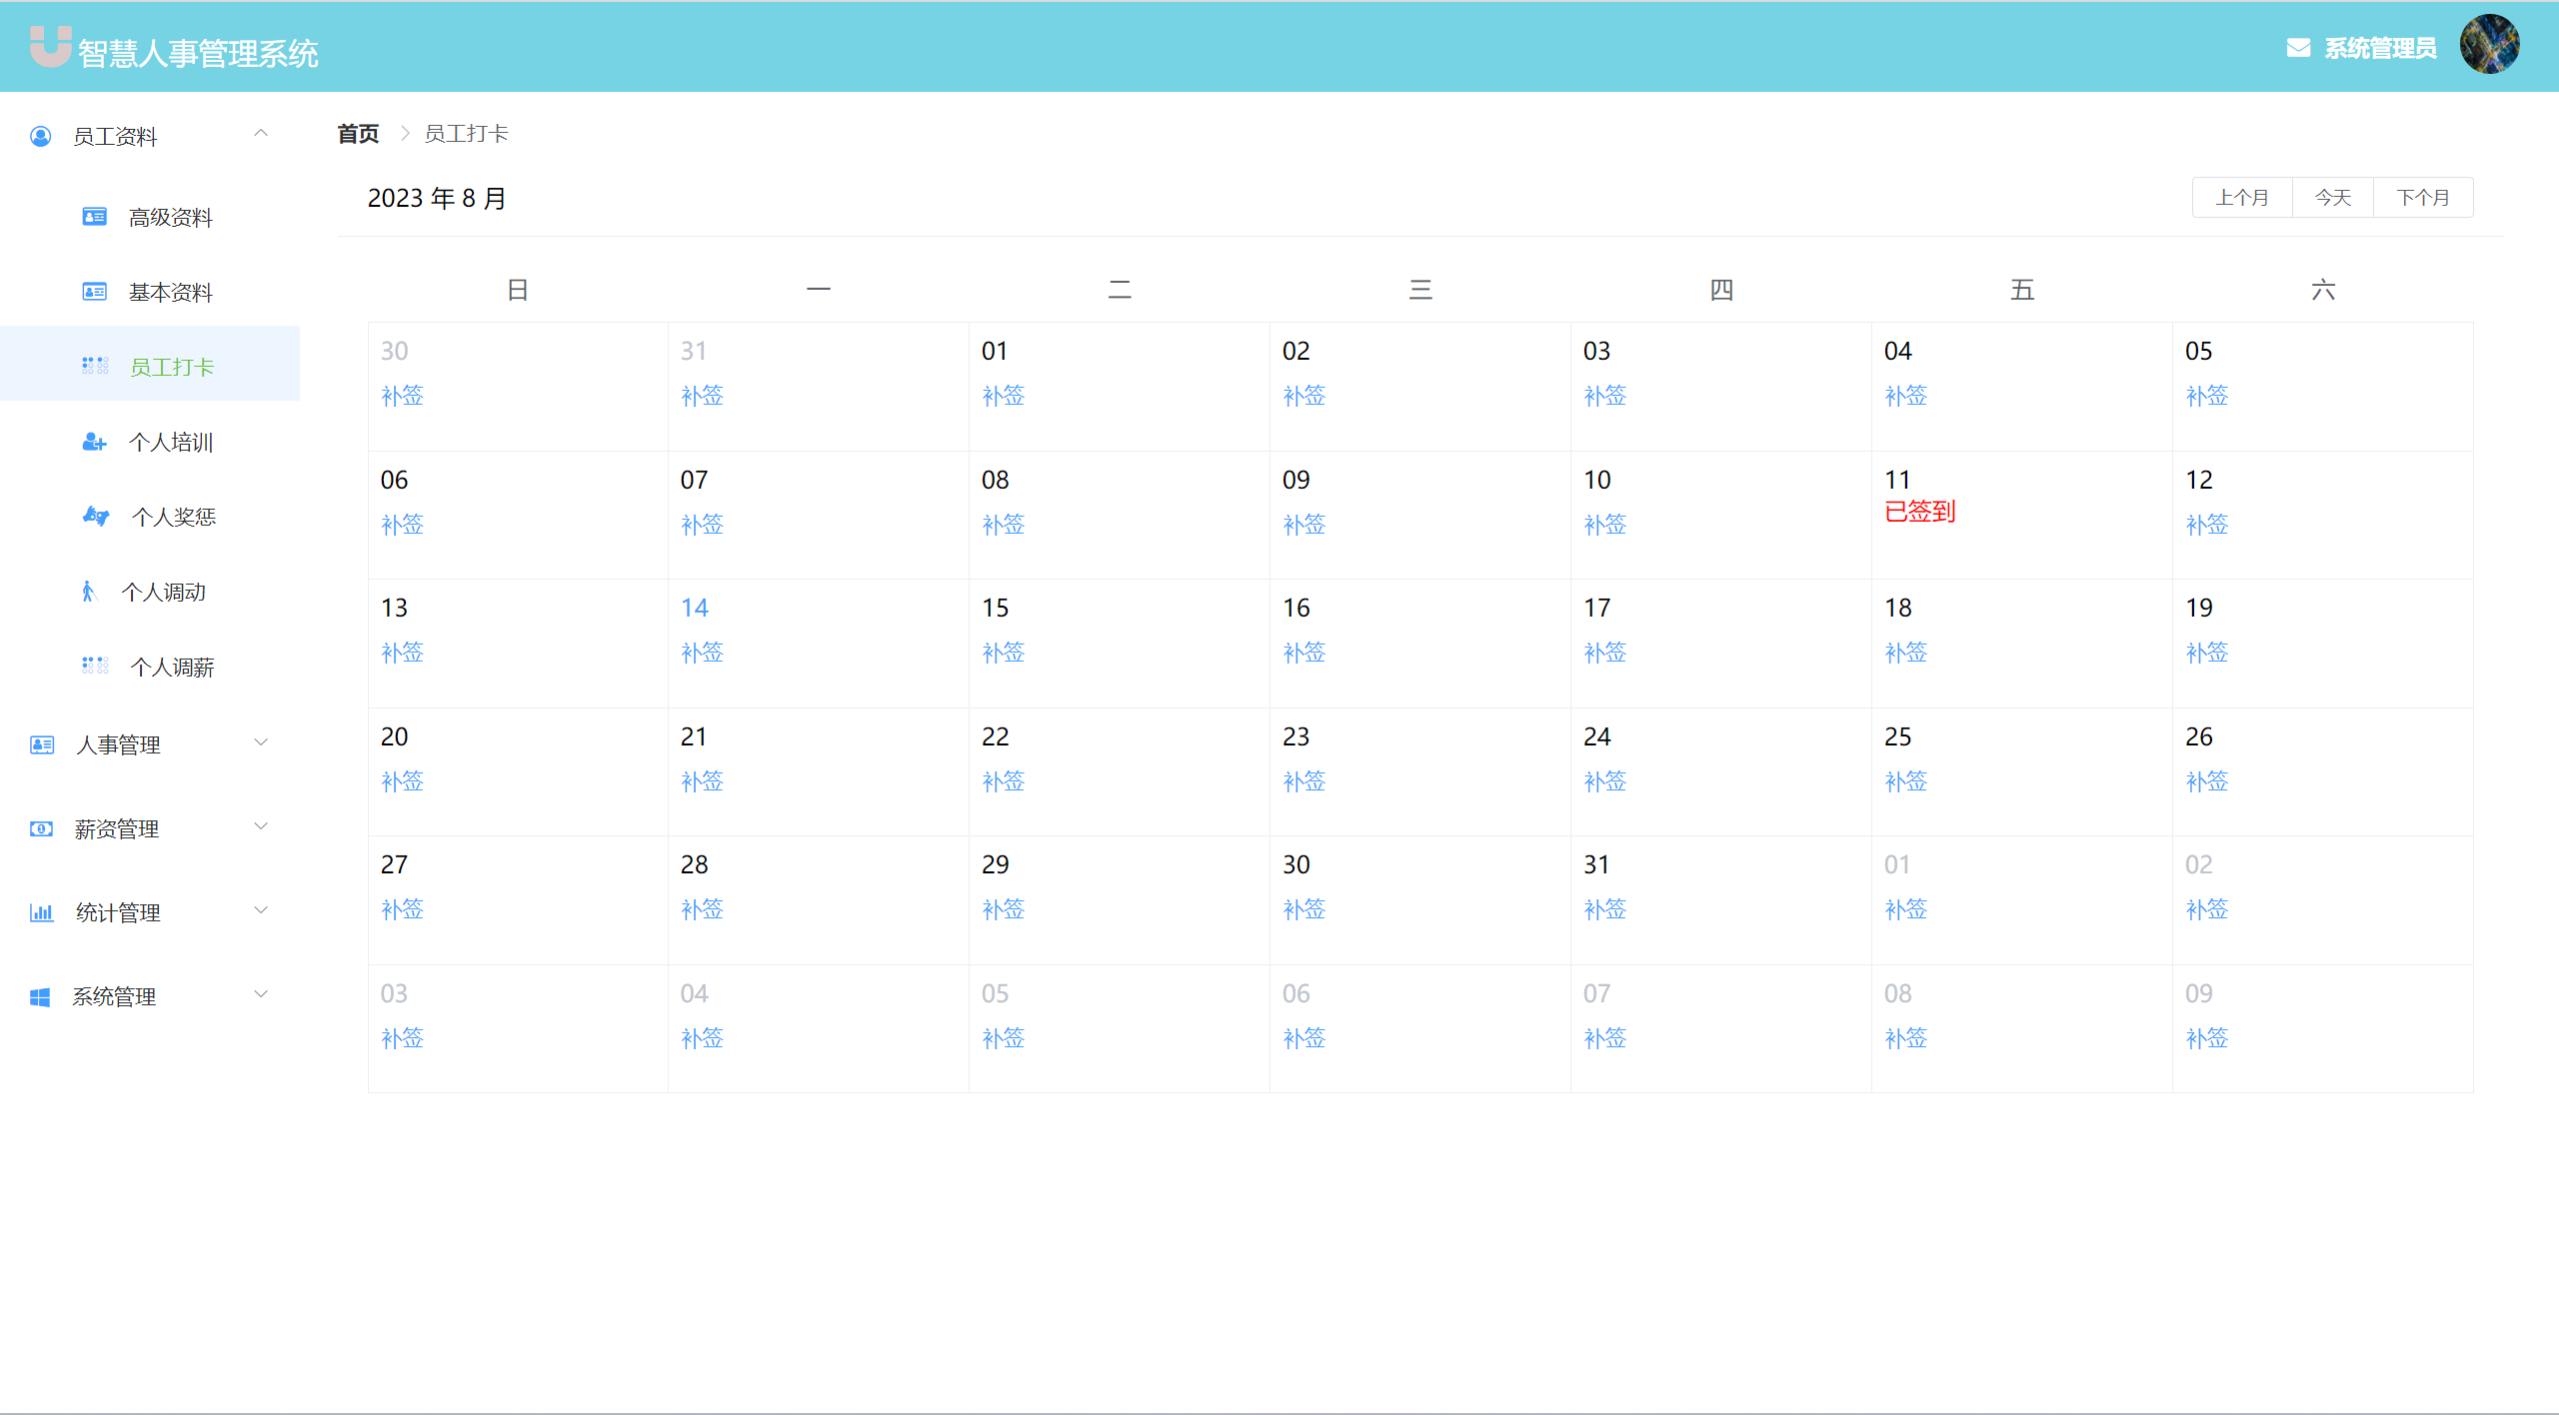 智慧人事管理系统
系统管理员
员工资料
高级资料
基本资料
员工打卡
个人培训
个人奖惩
个人调动
个人调薪
人事管理
薪资管理
统计管理
系统管理
首页 员工打卡
2023 年 8 月
上个月 今天 下个月
日 一 二 三 四 五 六
30 31 01 02 03 04 05
补签 补签 补签 补签 补签 补签 补签
06 07 08 09 10 11 12
补签 补签 补签 补签 补签 已签到 补签
13 14 15 16 17 18 19
补签 补签 补签 补签 补签 补签 补签
20 21 22 23 24 25 26
补签 补签 补签 补签 补签 补签 补签
27 28 29 30 31 01 02
补签 补签 补签 补签 补签 补签 补签
03 04 05 06 07 08 09
补签 补签 补签 补签 补签 补签 补签